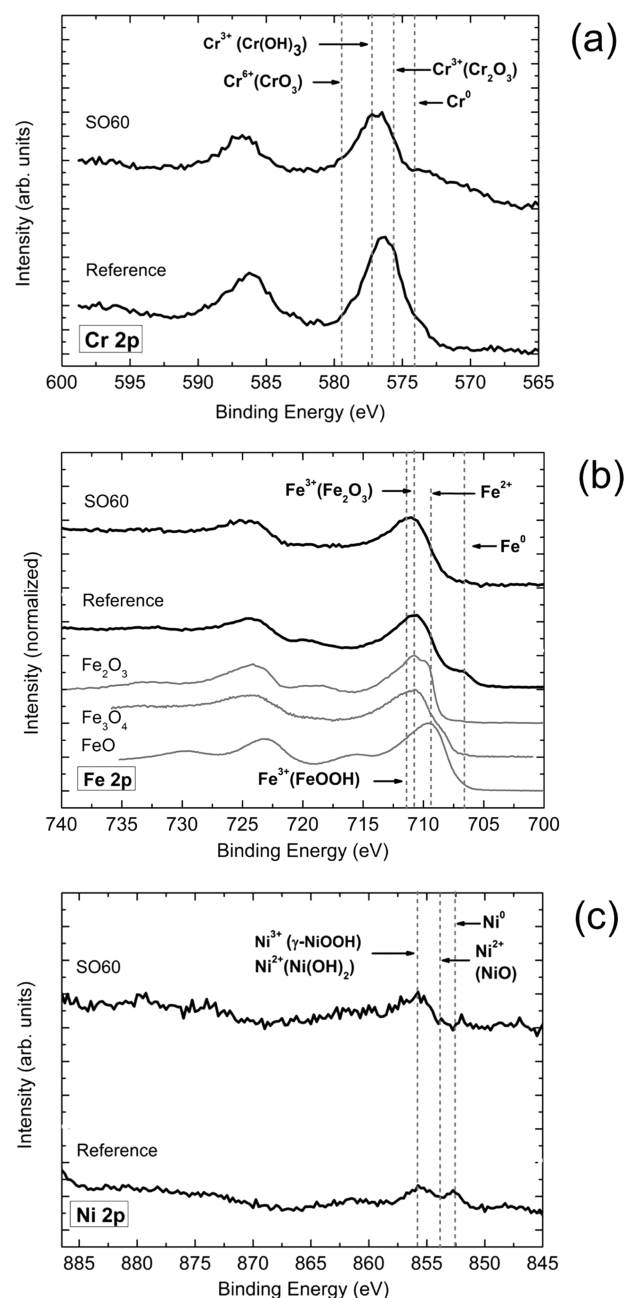 (a)
Cr³⁺ (Cr(OH)₃)
Cr⁶⁺(CrO₃)
Cr³⁺(Cr₂O₃)
Cr⁰
SO60
Reference
Cr 2p
Intensity (arb. units)
600 595 590 585 580 575 570 565
Binding Energy (eV)
(b)
Fe³⁺(Fe₂O₃)
Fe²⁺
Fe⁰
SO60
Reference
Fe₂O₃
Fe₃O₄
FeO
Fe³⁺(FeOOH)
Fe 2p
Intensity (normalized)
740 735 730 725 720 715 710 705 700
Binding Energy (eV)
(c)
Ni⁰
Ni³⁺ (γ-NiOOH)
Ni²⁺(Ni(OH)₂)
Ni²⁺
(NiO)
SO60
Reference
Ni 2p
Intensity (arb. units)
885 880 875 870 865 860 855 850 845
Binding Energy (eV)